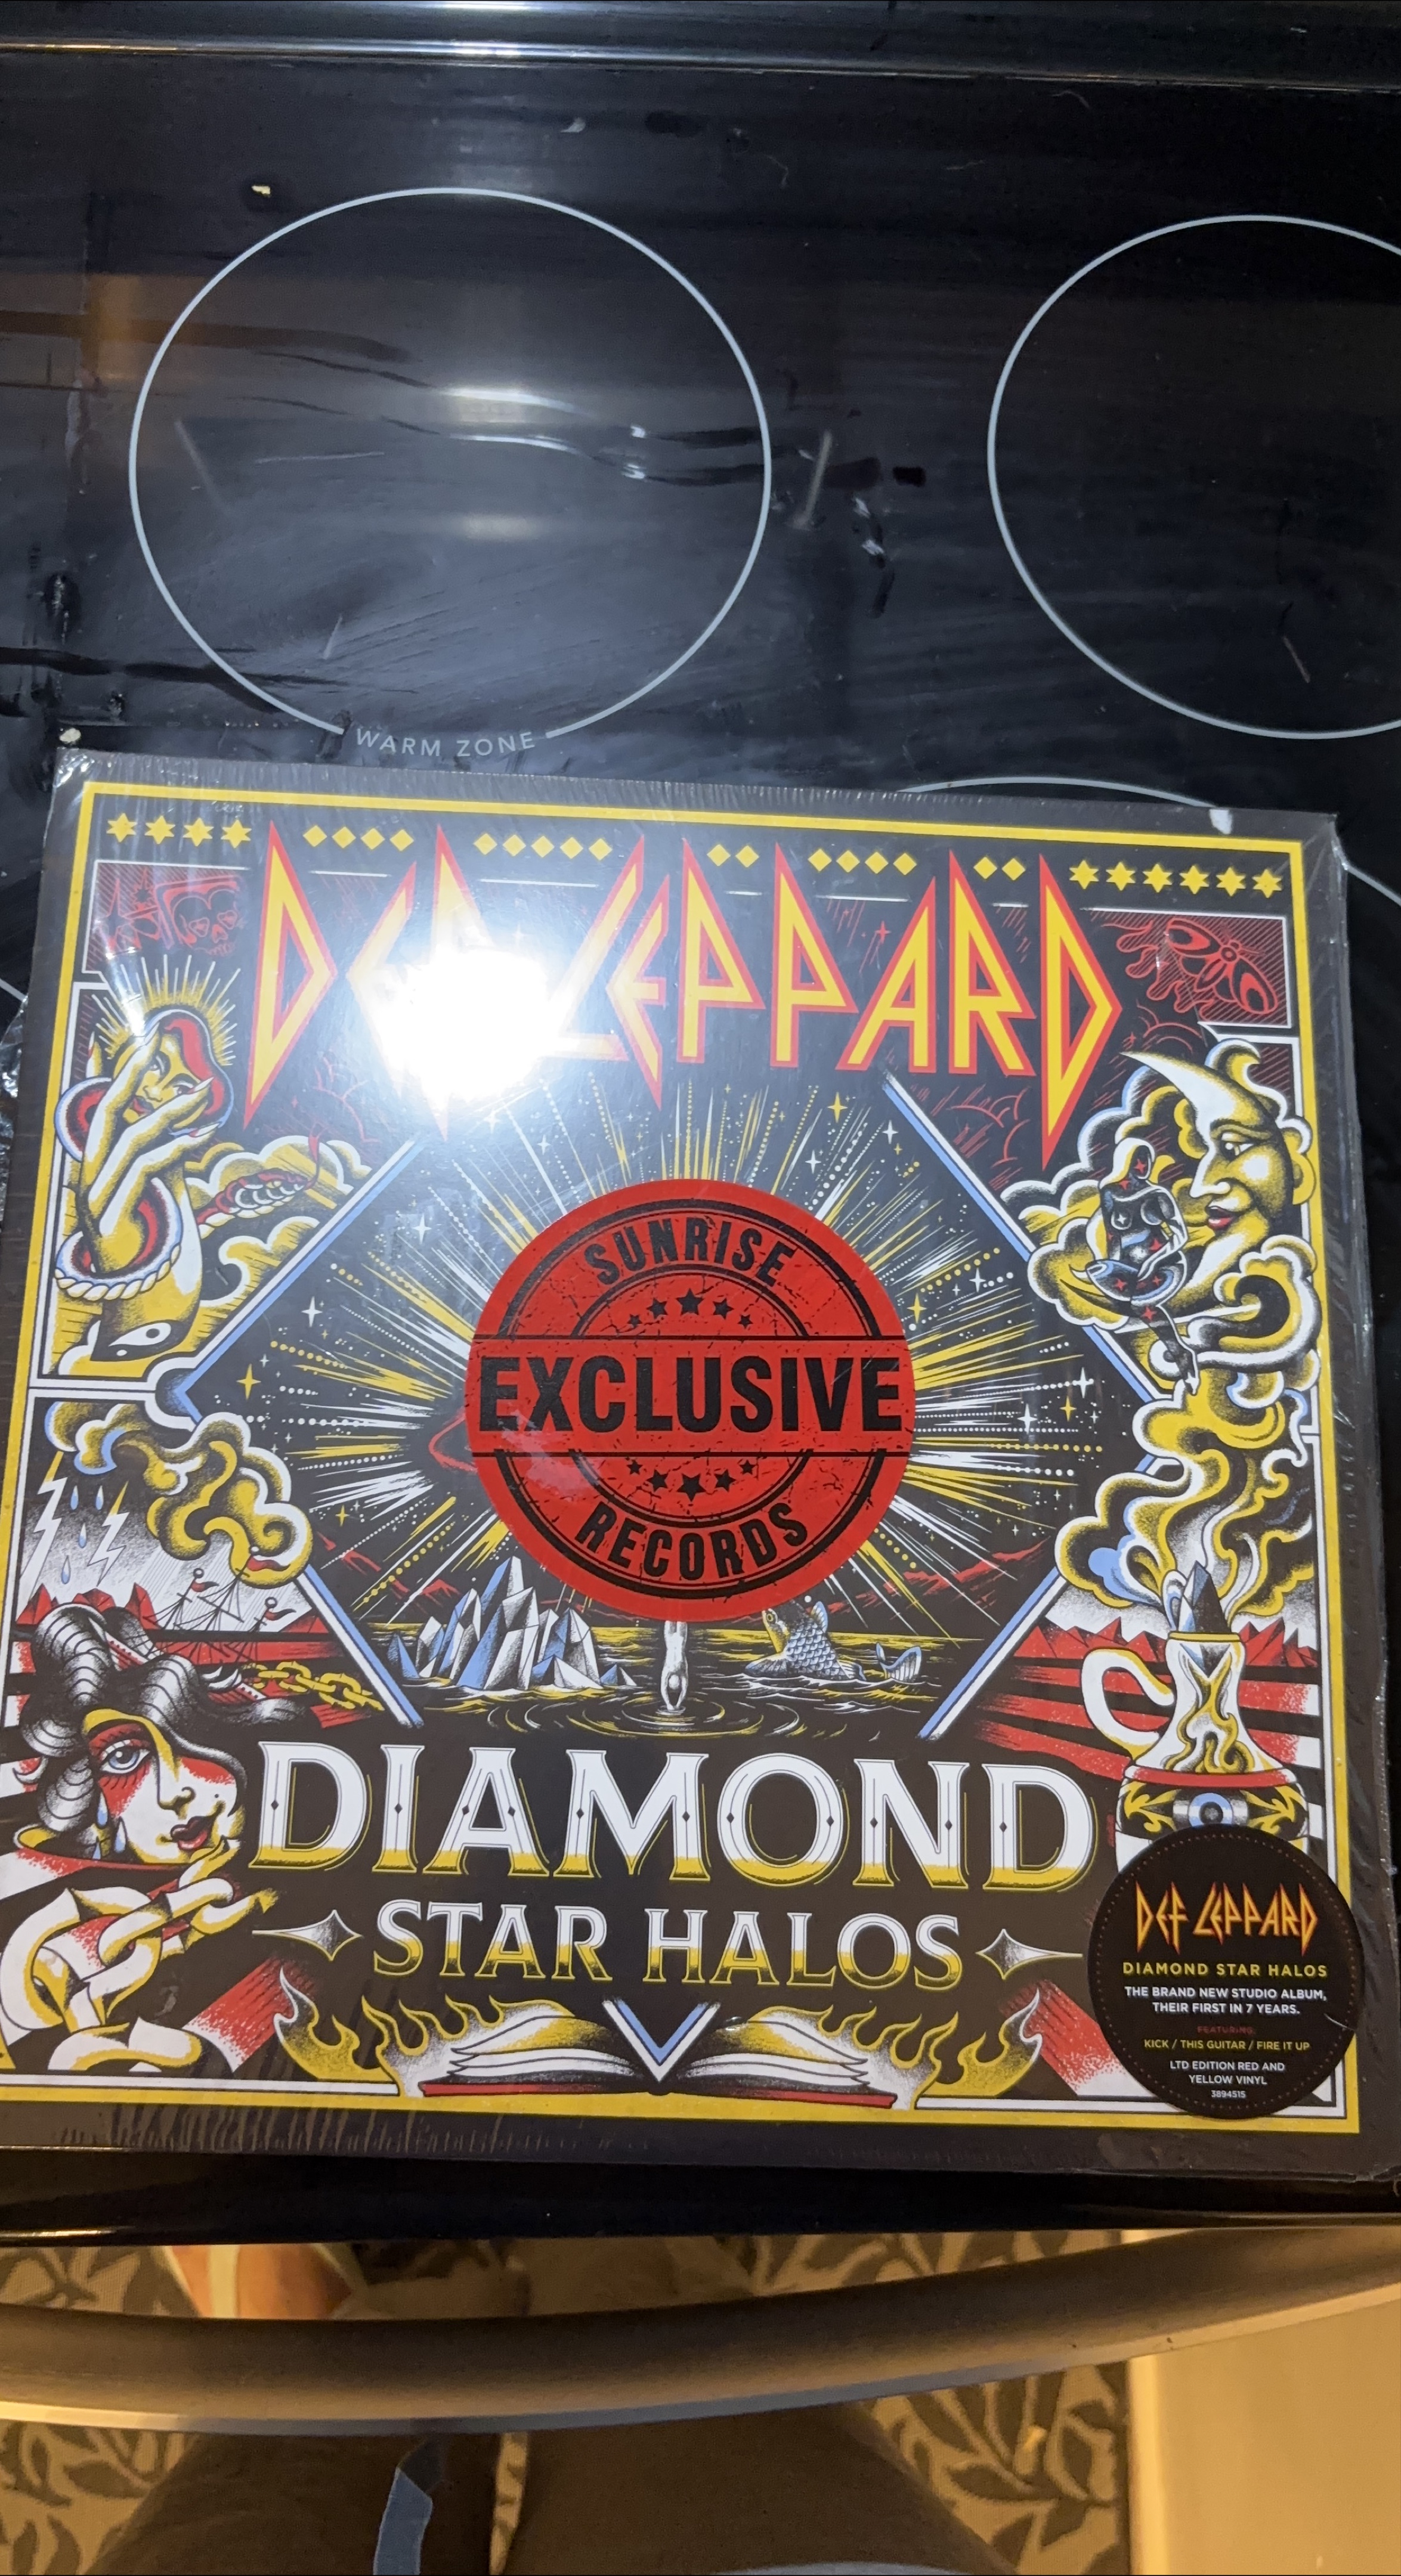 WARM ZONE
DEF LEPPARD
SUNRISE
EXCLUSIVE
RECORDS
DIAMOND
STAR HALOS
DEF LEPPARD
DIAMOND STAR HALOS
THE BRAND NEW STUDIO ALBUM,
THEIR FIRST IN 7 YEARS.
FEATURING:
KICK / THIS GUITAR / FIRE IT UP
LTD EDITION RED AND
YELLOW VINYL
3894515